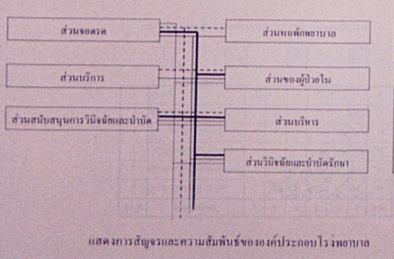 ส่วนจอดรถ
ส่วนหอพักพยาบาล
ส่วนบริการ
ส่วนของผู้ป่วยใน
ส่วนสนับสนุนการวินิจฉัยและบำบัด
ส่วนบริหาร
ส่วนวินิจฉัยและบำบัดรักษา
แสดงการสัญจรและความสัมพันธ์ขององค์ประกอบโรงพยาบาล